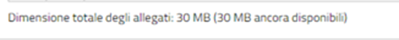 Dimensione totale degli allegati: 30 MB (30 MB ancora disponibili)